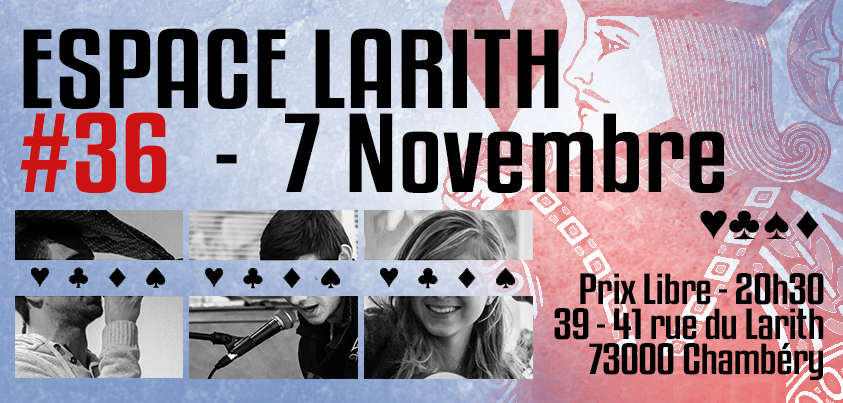 ESPACE LARITH
#36 - 7 Novembre
Prix Libre - 20h30
39 - 41 rue du Larith
73000 Chambéry